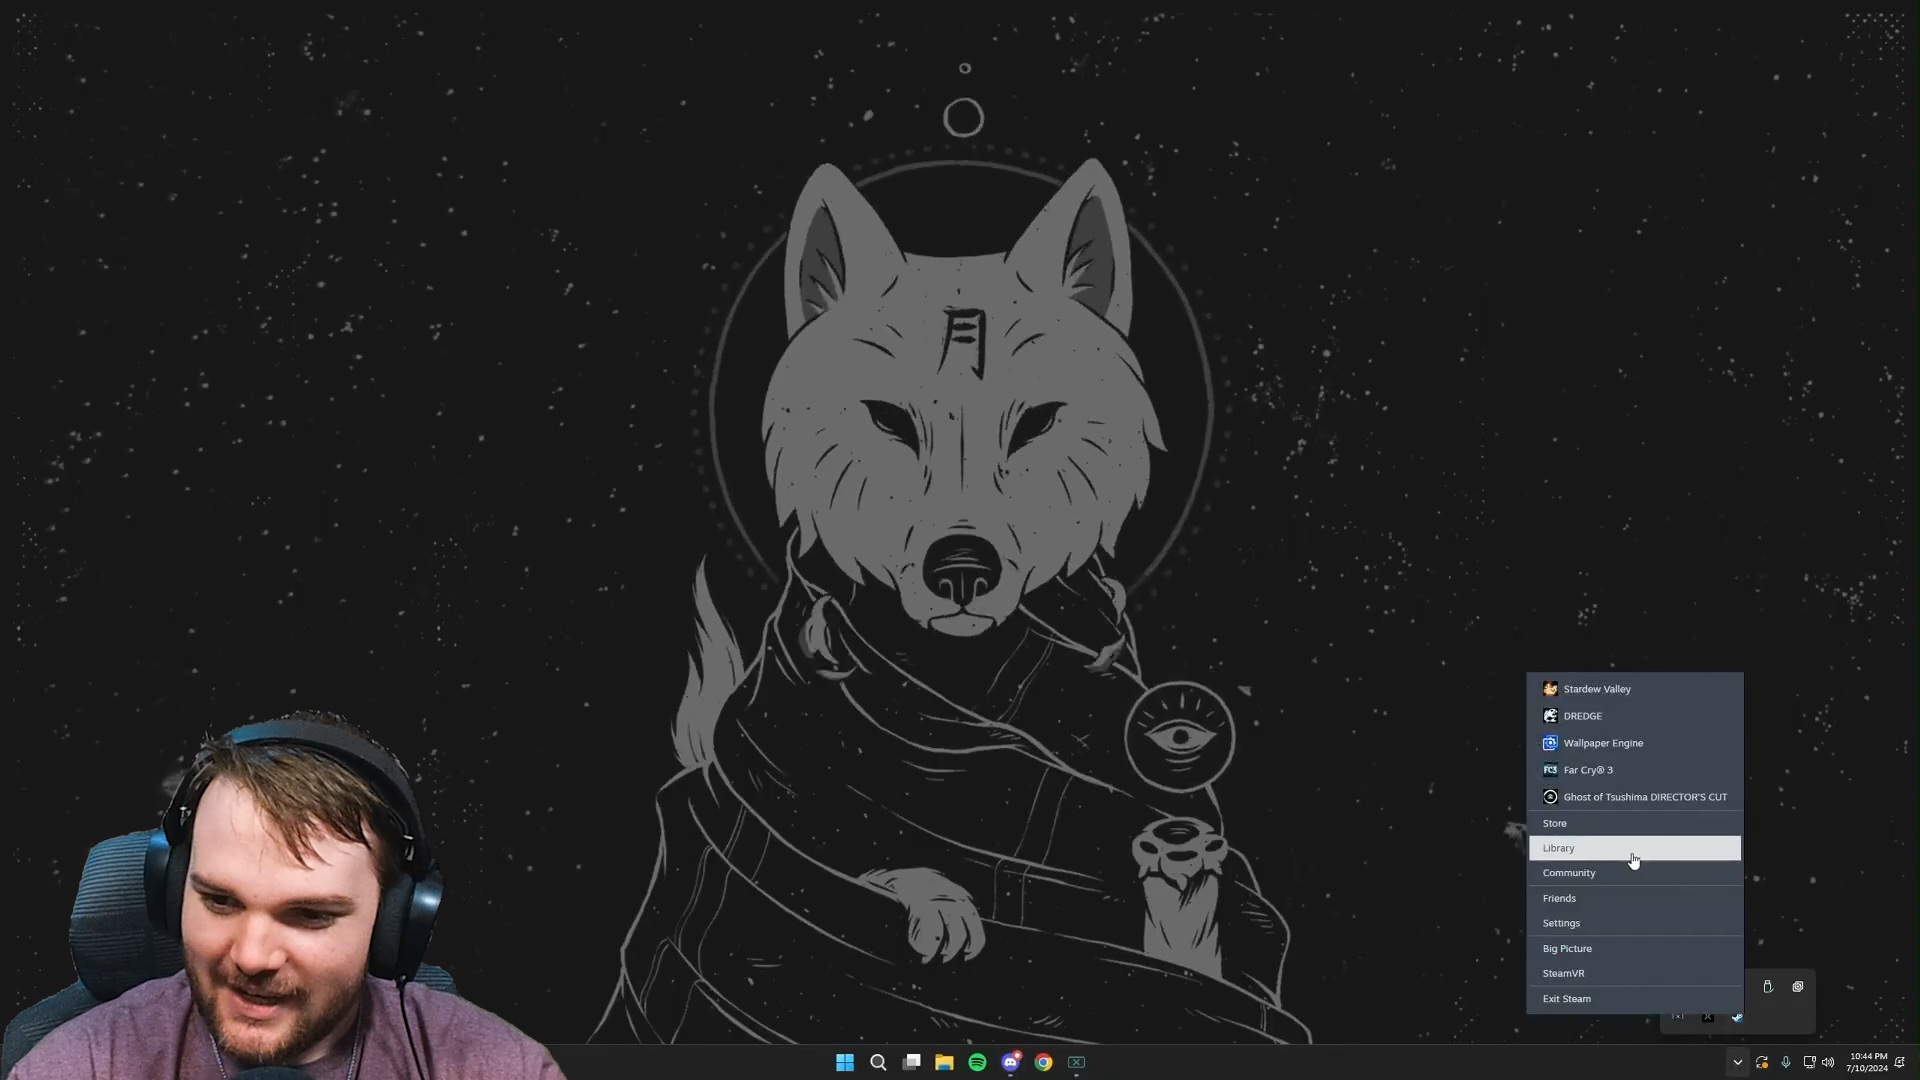 月
Stardew Valley
DREDGE
Wallpaper Engine
FC3 Far Cry® 3
Ghost of Tsushima DIRECTOR'S CUT
Store
Library
Community
Friends
Settings
Big Picture
SteamVR
Exit Steam
10:44 PM
7/10/2024